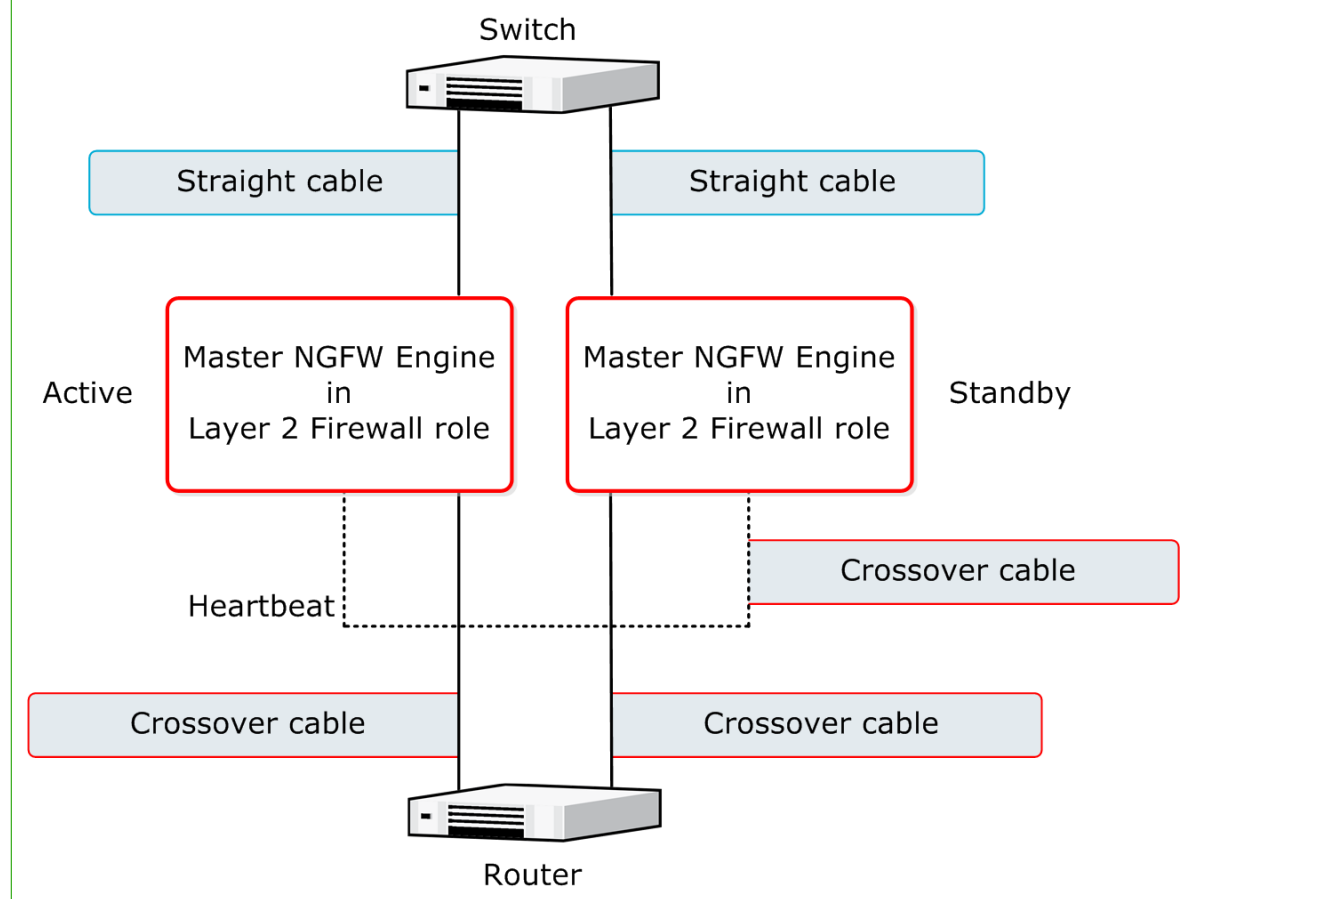 Switch
Straight cable
Straight cable
Active
Master NGFW Engine
in
Layer 2 Firewall role
Master NGFW Engine
in
Layer 2 Firewall role
Standby
Crossover cable
Heartbeat
Crossover cable
Crossover cable
Router